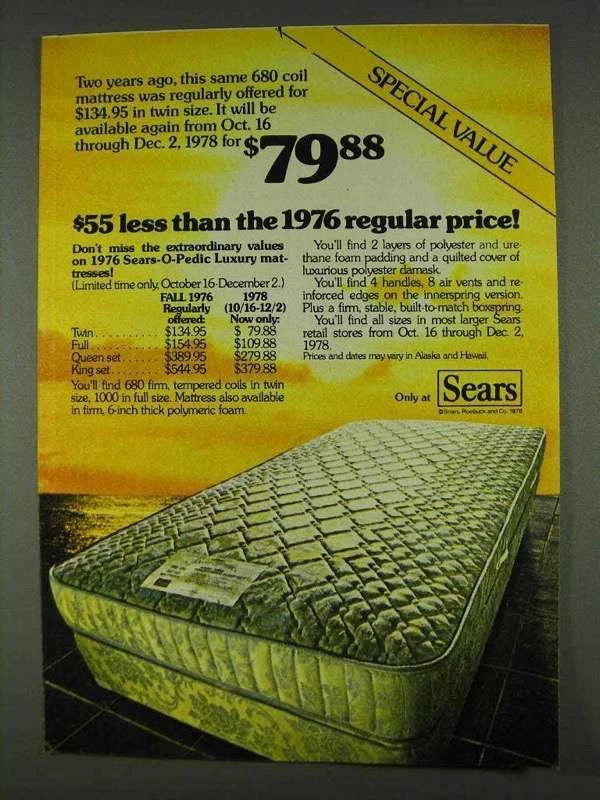 Two years ago, this same 680 coil
mattress was regularly offered for
$134.95 in twin size. It will be
available again from Oct. 16
through Dec. 2, 1978 for $79 88
SPECIAL VALUE
$55 less than the 1976 regular price!
Don't miss the extraordinary values
on 1976 Sears-O-Pedic Luxury mat-
tresses!
(Limited time only, October 16-December 2.)
FALL 1976 1978
Regularly (10/16-12/2)
offered: Now only:
Twin.......... $134.95 $ 79.88
Full........... $154.95 $109.88
Queen set...... $389.95 $279.88
King set....... $544.95 $379.88
You'll find 680 firm, tempered coils in twin
size, 1000 in full size. Mattress also available
in firm, 6-inch thick polymeric foam.
You'll find 2 layers of polyester and ure-
thane foam padding and a quilted cover of
luxurious polyester damask.
You'll find 4 handles, 8 air vents and re-
inforced edges on the innerspring version.
Plus a firm, stable, built-to-match boxspring.
You'll find all sizes in most larger Sears
retail stores from Oct. 16 through Dec. 2,
1978.
Prices and dates may vary in Alaska and Hawaii.
Only at Sears
©Sears, Roebuck and Co. 1978